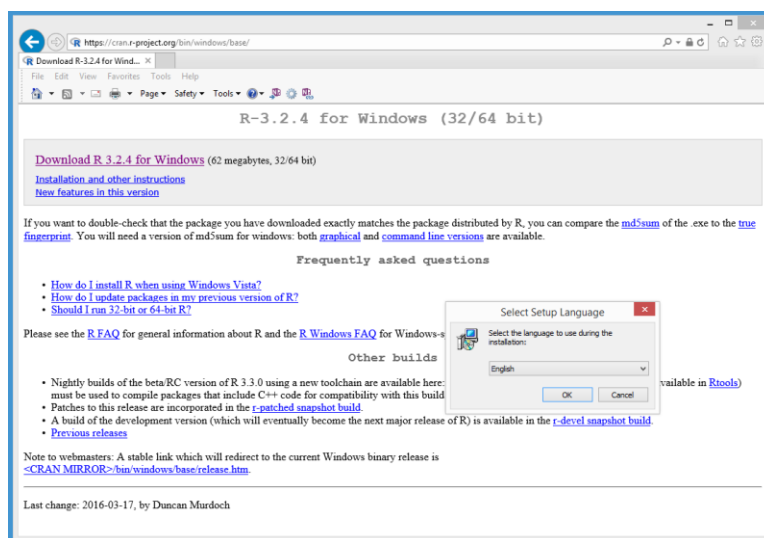 https://cran.r-project.org/bin/windows/base/
Download R-3.2.4 for Wind...
File Edit View Favorites Tools Help
Page Safety Tools
R-3.2.4 for Windows (32/64 bit)
Download R 3.2.4 for Windows (62 megabytes, 32/64 bit)
Installation and other instructions
New features in this version
If you want to double-check that the package you have downloaded exactly matches the package distributed by R, you can compare the md5sum of the .exe to the true
fingerprint. You will need a version of md5sum for windows: both graphical and command line versions are available.
Frequently asked questions
• How do I install R when using Windows Vista?
• How do I update packages in my previous version of R?
• Should I run 32-bit or 64-bit R?
Please see the R FAQ for general information about R and the R Windows FAQ for Windows-s
Other builds
• Nightly builds of the beta/RC version of R 3.3.0 using a new toolchain are available here: vailable in Rtools)
must be used to compile packages that include C++ code for compatibility with this build
• Patches to this release are incorporated in the r-patched snapshot build.
• A build of the development version (which will eventually become the next major release of R) is available in the r-devel snapshot build.
• Previous releases
Note to webmasters: A stable link which will redirect to the current Windows binary release is
<CRAN MIRROR>/bin/windows/base/release.htm.
Last change: 2016-03-17, by Duncan Murdoch
Select Setup Language
Select the language to use during the
installation:
English
OK Cancel